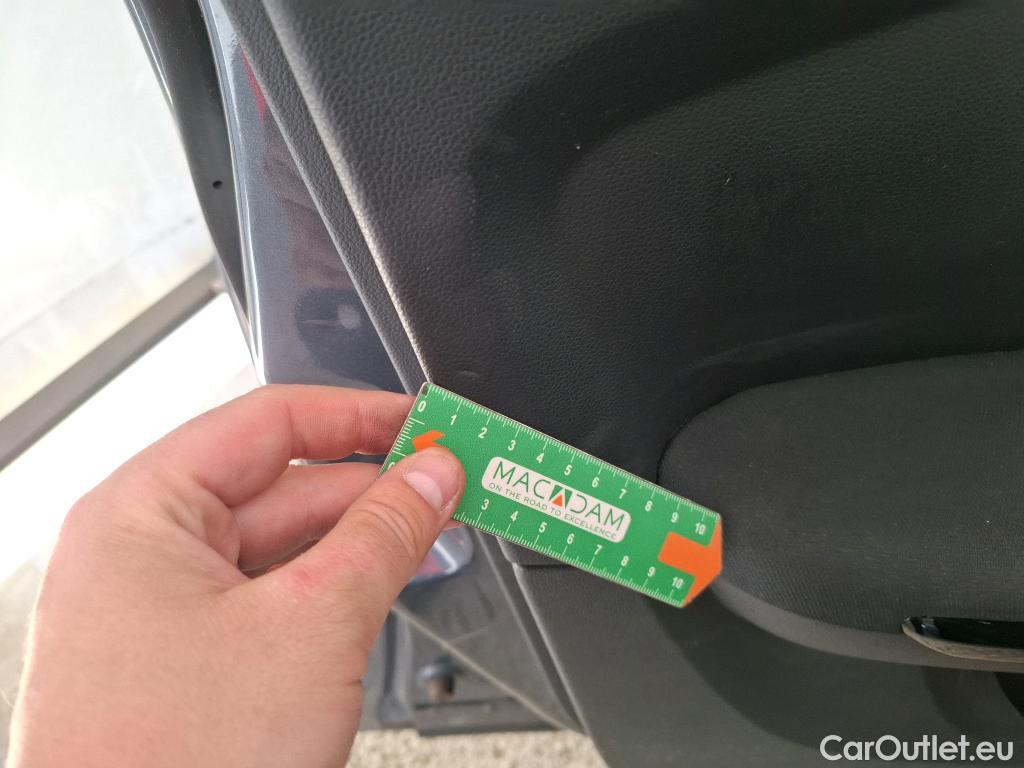 0 1 2 3 4 5 6 7 8 9 10
MACADAM
ON THE ROAD TO EXCELLENCE
3 4 5 6 7 8 9 10
CarOutlet.eu